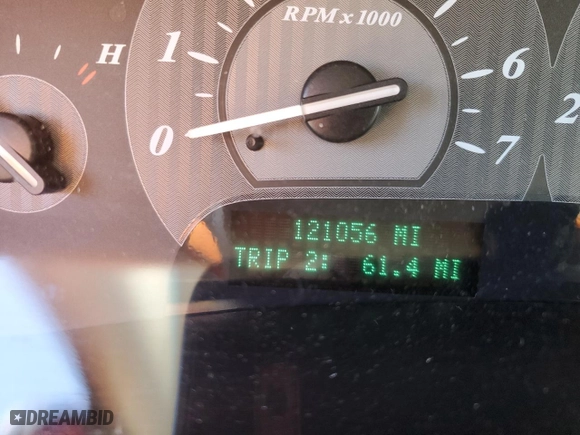 RPM x 1000
H
1
0
6
7
2
121056 MI
TRIP 2: 61.4 MI
DREAMBID